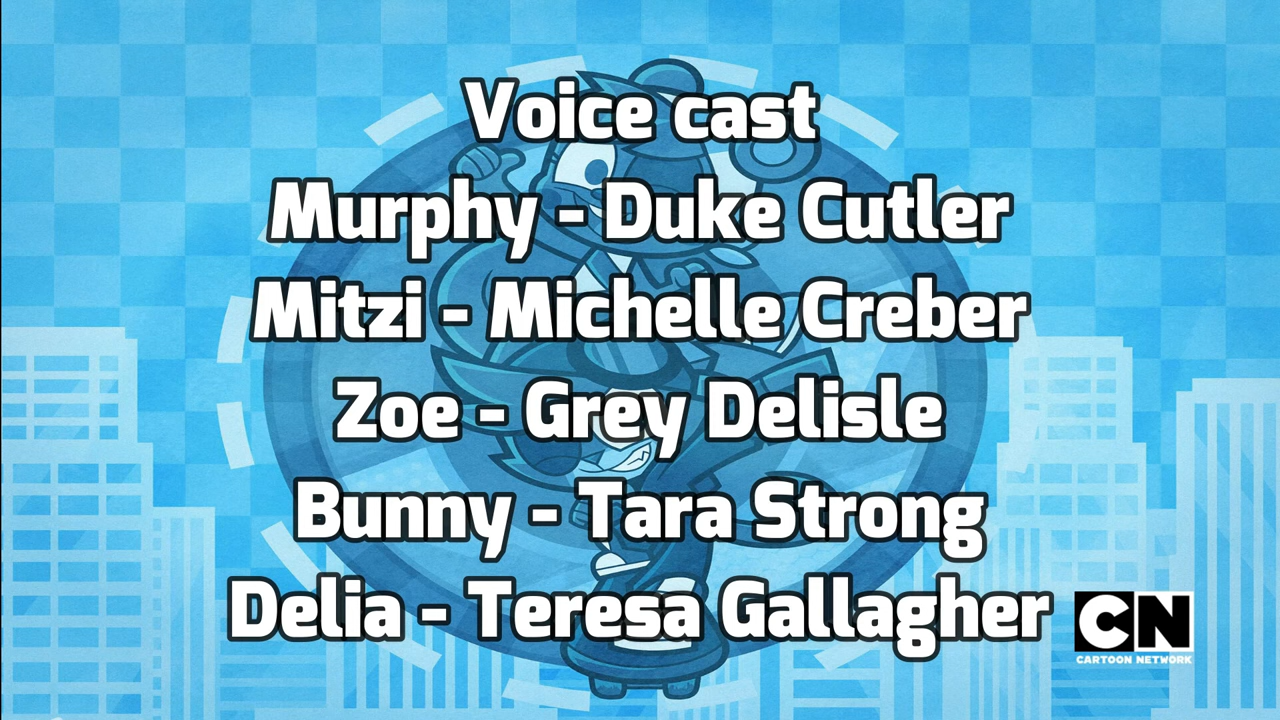 Voice cast
Murphy - Duke Cutler
Mitzi - Michelle Creber
Zoe - Grey Delisle
Bunny - Tara Strong
Delia - Teresa Gallagher
CN
CARTOON NETWORK